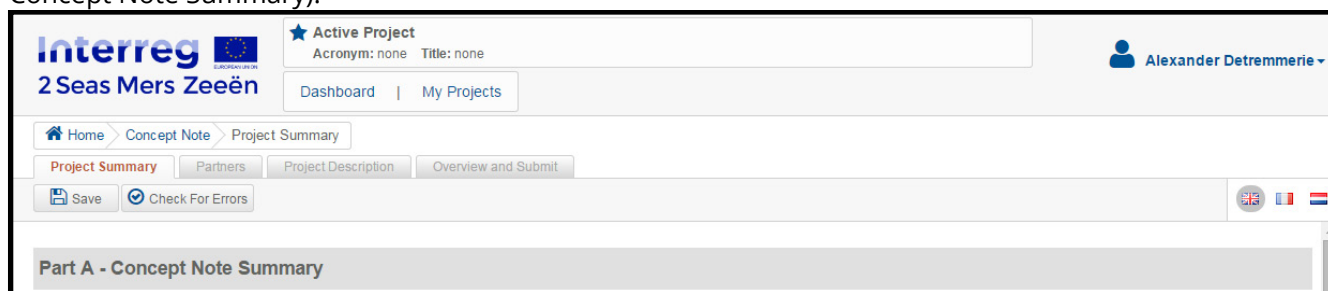 Concept Note Summary).
Interreg
EUROPEAN UNION
2 Seas Mers Zeeën
Active Project
Acronym: none Title: none
Dashboard | My Projects
Alexander Detremmerie
Home Concept Note Project Summary
Project Summary Partners Project Description Overview and Submit
Save Check For Errors
Part A - Concept Note Summary